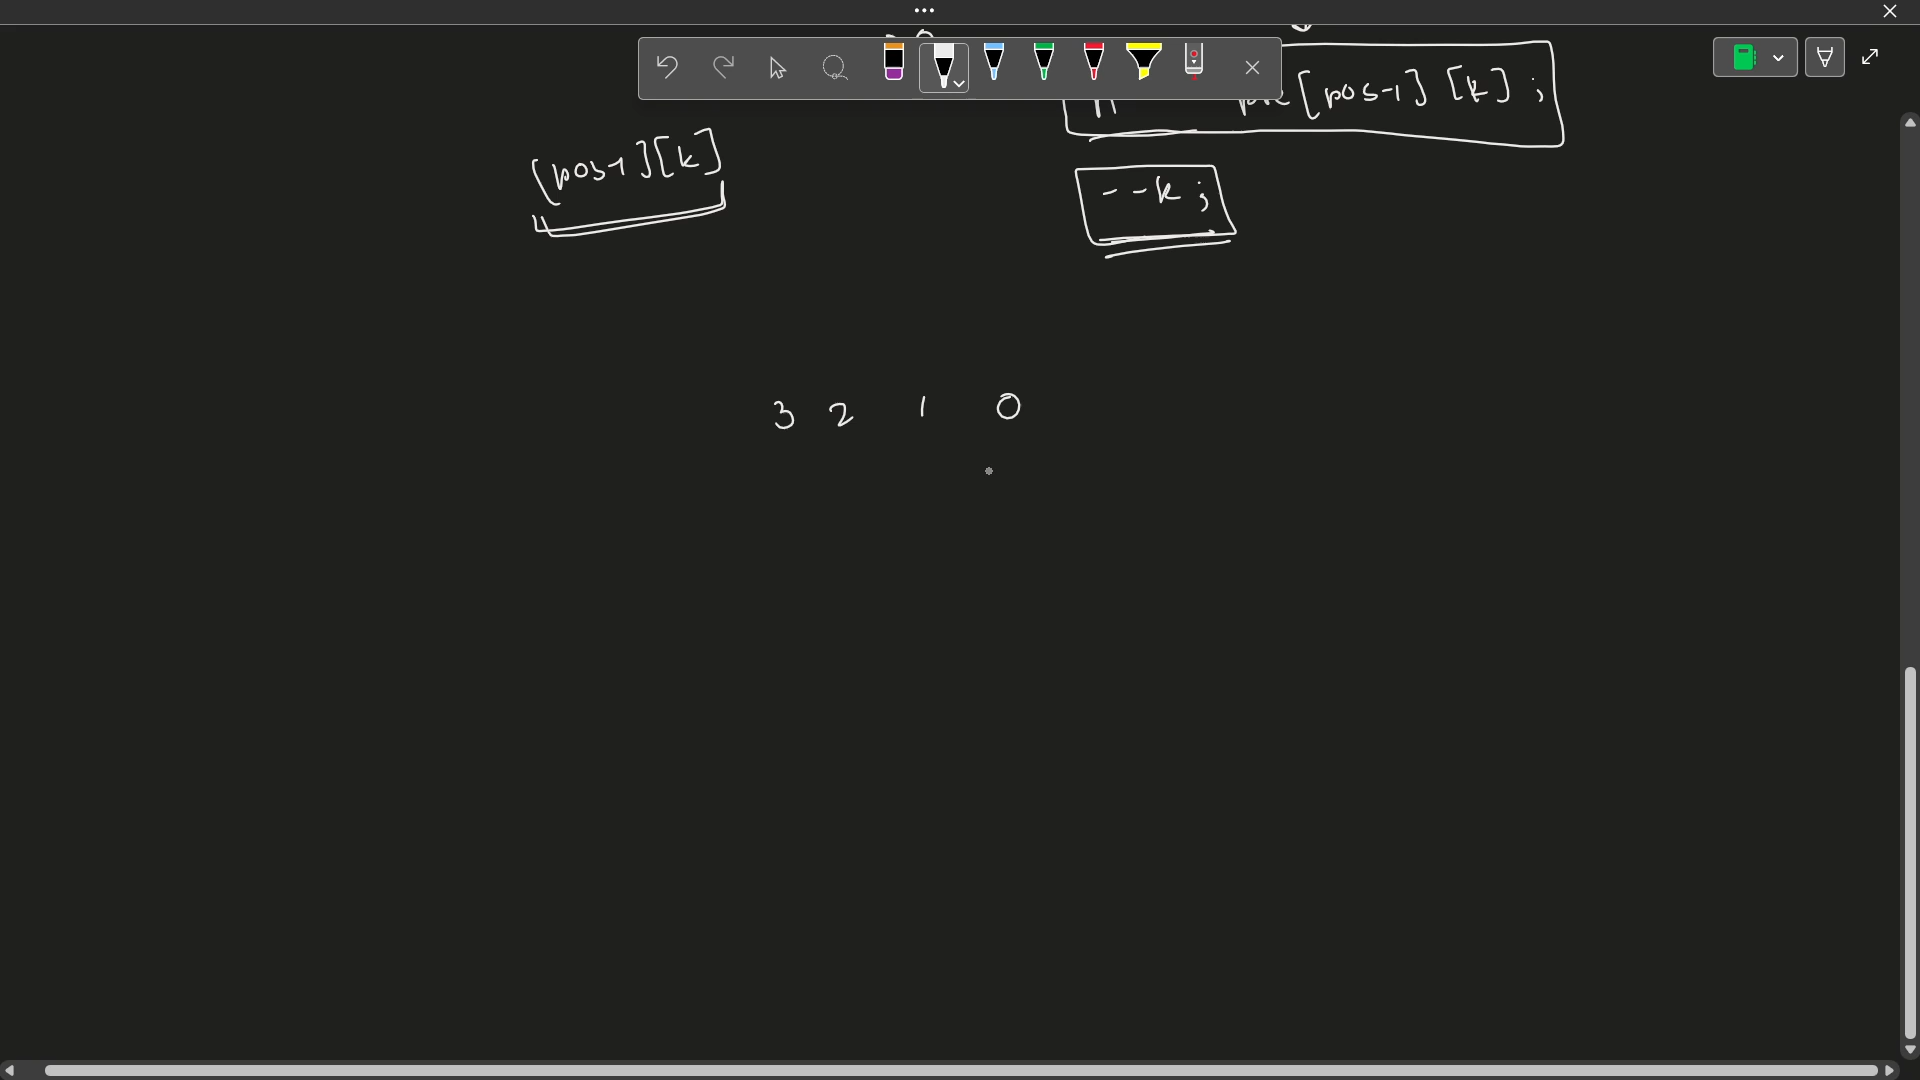 [pos-1][k] ;
[pos-1][k]
--k ;
3 2 1 0